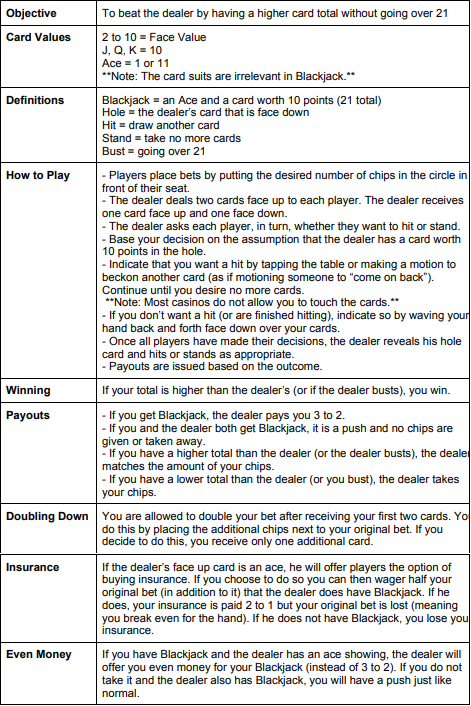 Objective To beat the dealer by having a higher card total without going over 21
Card Values 2 to 10 = Face Value
J, Q, K = 10
Ace = 1 or 11
**Note: The card suits are irrelevant in Blackjack.**
Definitions Blackjack = an Ace and a card worth 10 points (21 total)
Hole = the dealer's card that is face down
Hit = draw another card
Stand = take no more cards
Bust = going over 21
How to Play - Players place bets by putting the desired number of chips in the circle in
front of their seat.
- The dealer deals two cards face up to each player. The dealer receives
one card face up and one face down.
- The dealer asks each player, in turn, whether they want to hit or stand.
- Base your decision on the assumption that the dealer has a card worth
10 points in the hole.
- Indicate that you want a hit by tapping the table or making a motion to
beckon another card (as if motioning someone to "come on back").
Continue until you desire no more cards.
**Note: Most casinos do not allow you to touch the cards.**
- If you don't want a hit (or are finished hitting), indicate so by waving your
hand back and forth face down over your cards.
- Once all players have made their decisions, the dealer reveals his hole
card and hits or stands as appropriate.
- Payouts are issued based on the outcome.
Winning If your total is higher than the dealer's (or if the dealer busts), you win.
Payouts - If you get Blackjack, the dealer pays you 3 to 2.
- If you and the dealer both get Blackjack, it is a push and no chips are
given or taken away.
- If you have a higher total than the dealer (or the dealer busts), the dealer
matches the amount of your chips.
- If you have a lower total than the dealer (or you bust), the dealer takes
your chips.
Doubling Down You are allowed to double your bet after receiving your first two cards. You
do this by placing the additional chips next to your original bet. If you
decide to do this, you receive only one additional card.
Insurance If the dealer's face up card is an ace, he will offer players the option of
buying insurance. If you choose to do so you can then wager half your
original bet (in addition to it) that the dealer does have Blackjack. If he
does, your insurance is paid 2 to 1 but your original bet is lost (meaning
you break even for the hand). If he does not have Blackjack, you lose you
insurance.
Even Money If you have Blackjack and the dealer has an ace showing, the dealer will
offer you even money for your Blackjack (instead of 3 to 2). If you do not
take it and the dealer also has Blackjack, you will have a push just like
normal.